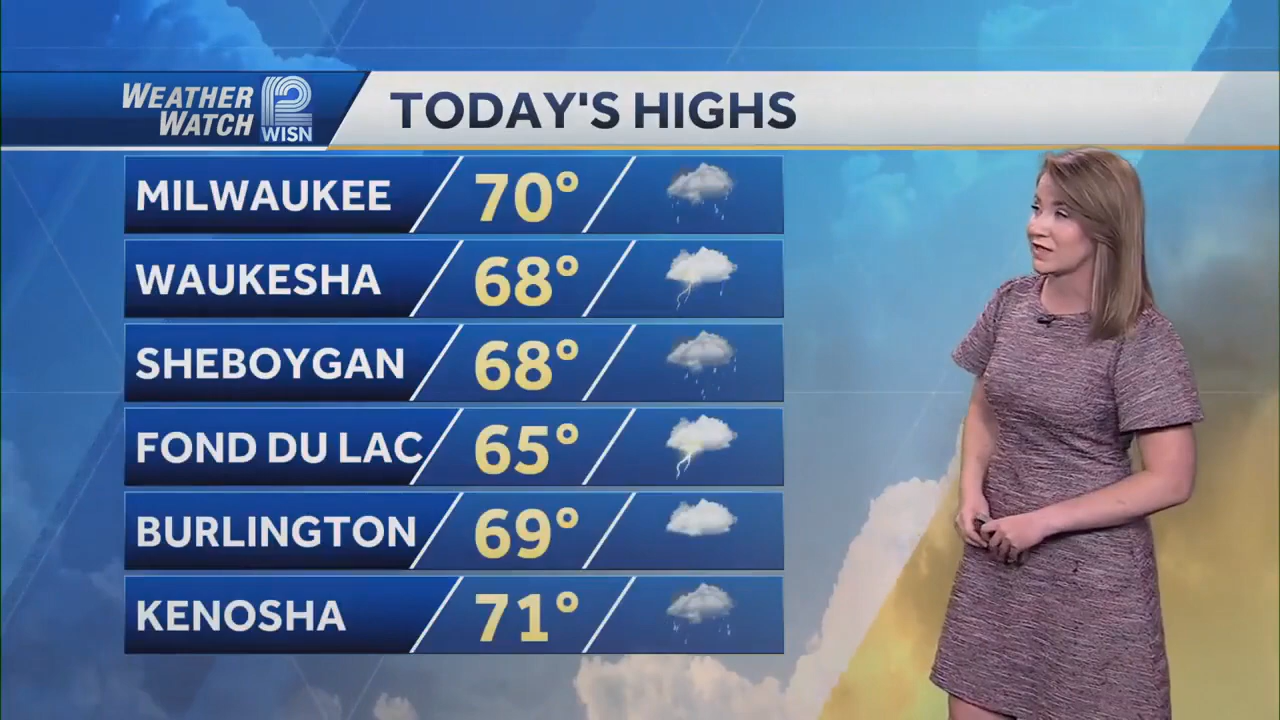 WEATHER
WATCH
12
WISN
TODAY'S HIGHS
MILWAUKEE 70°
WAUKESHA 68°
SHEBOYGAN 68°
FOND DU LAC 65°
BURLINGTON 69°
KENOSHA 71°